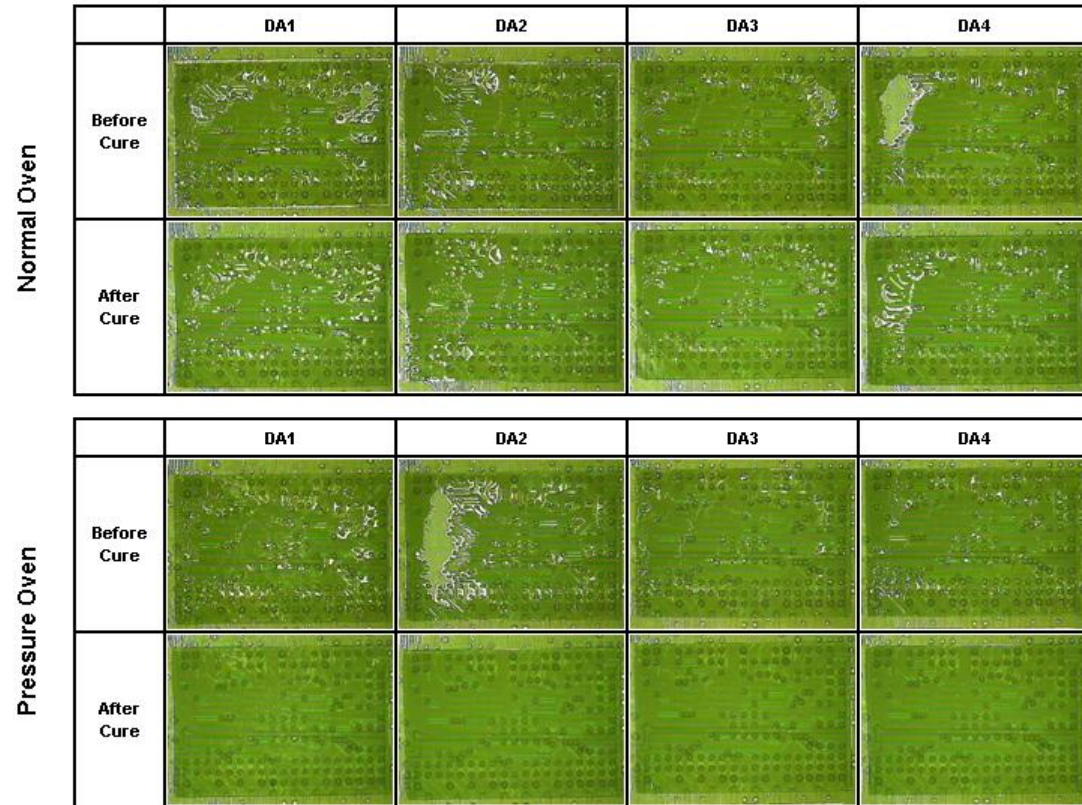 Normal Oven
DA1 DA2 DA3 DA4
Before
Cure
After
Cure
Pressure Oven
DA1 DA2 DA3 DA4
Before
Cure
After
Cure